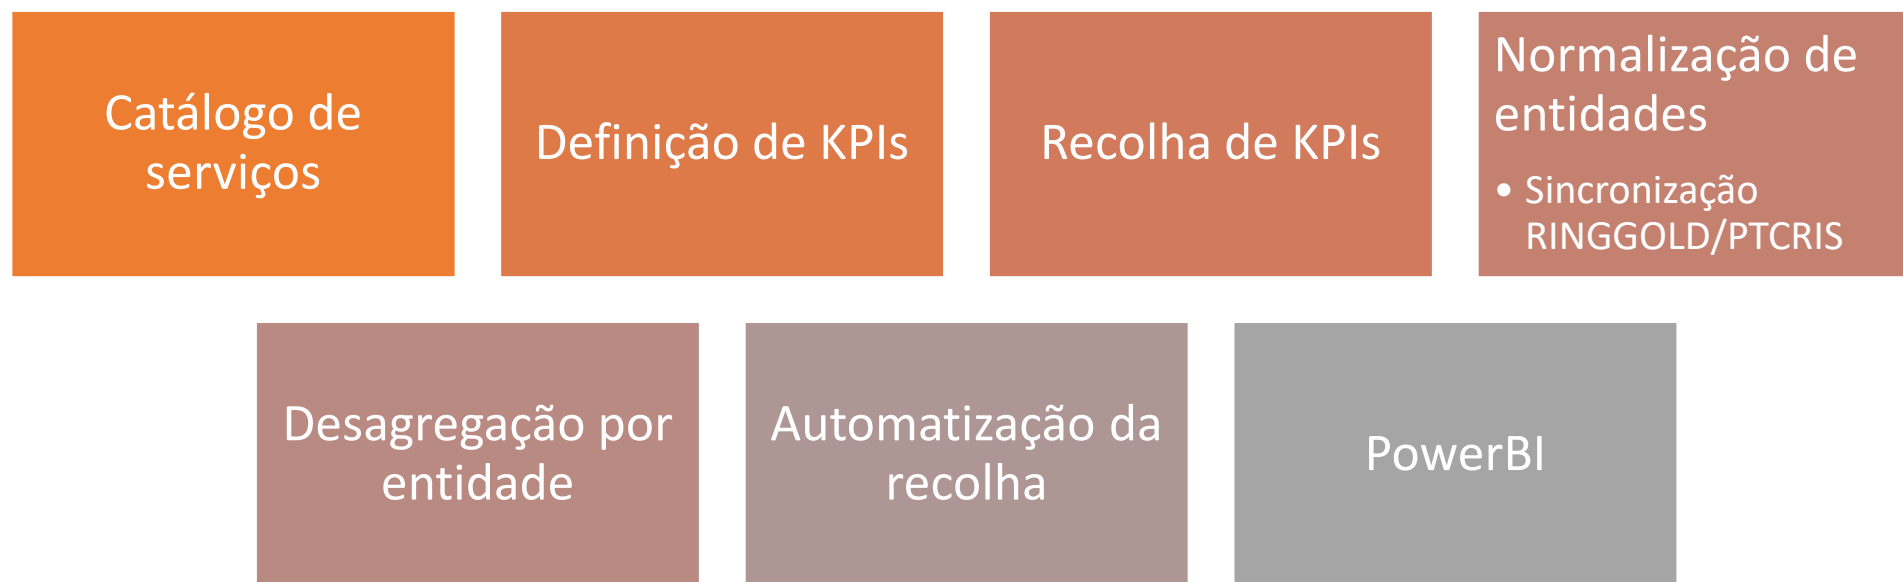 Catálogo de
serviços
Definição de KPIs
Recolha de KPIs
Normalização de
entidades
• Sincronização
RINGGOLD/PTCRIS
Desagregação por
entidade
Automatização da
recolha
PowerBI